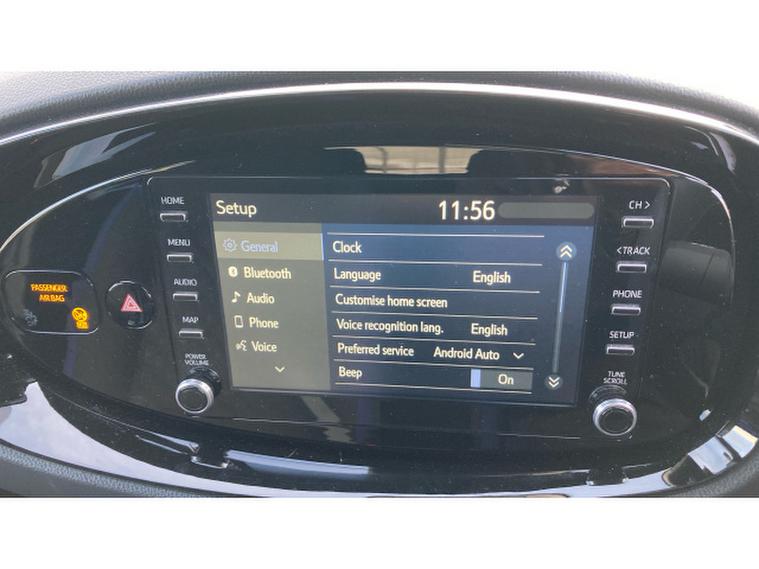 Setup 11:56
General
Bluetooth
Audio
Phone
Voice
Clock
Language English
Customise home screen
Voice recognition lang. English
Preferred service Android Auto
Beep On
HOME
MENU
AUDIO
MAP
POWER
VOLUME
CH >
< TRACK
PHONE
SETUP
TUNE
SCROLL
PASSENGER
AIR BAG